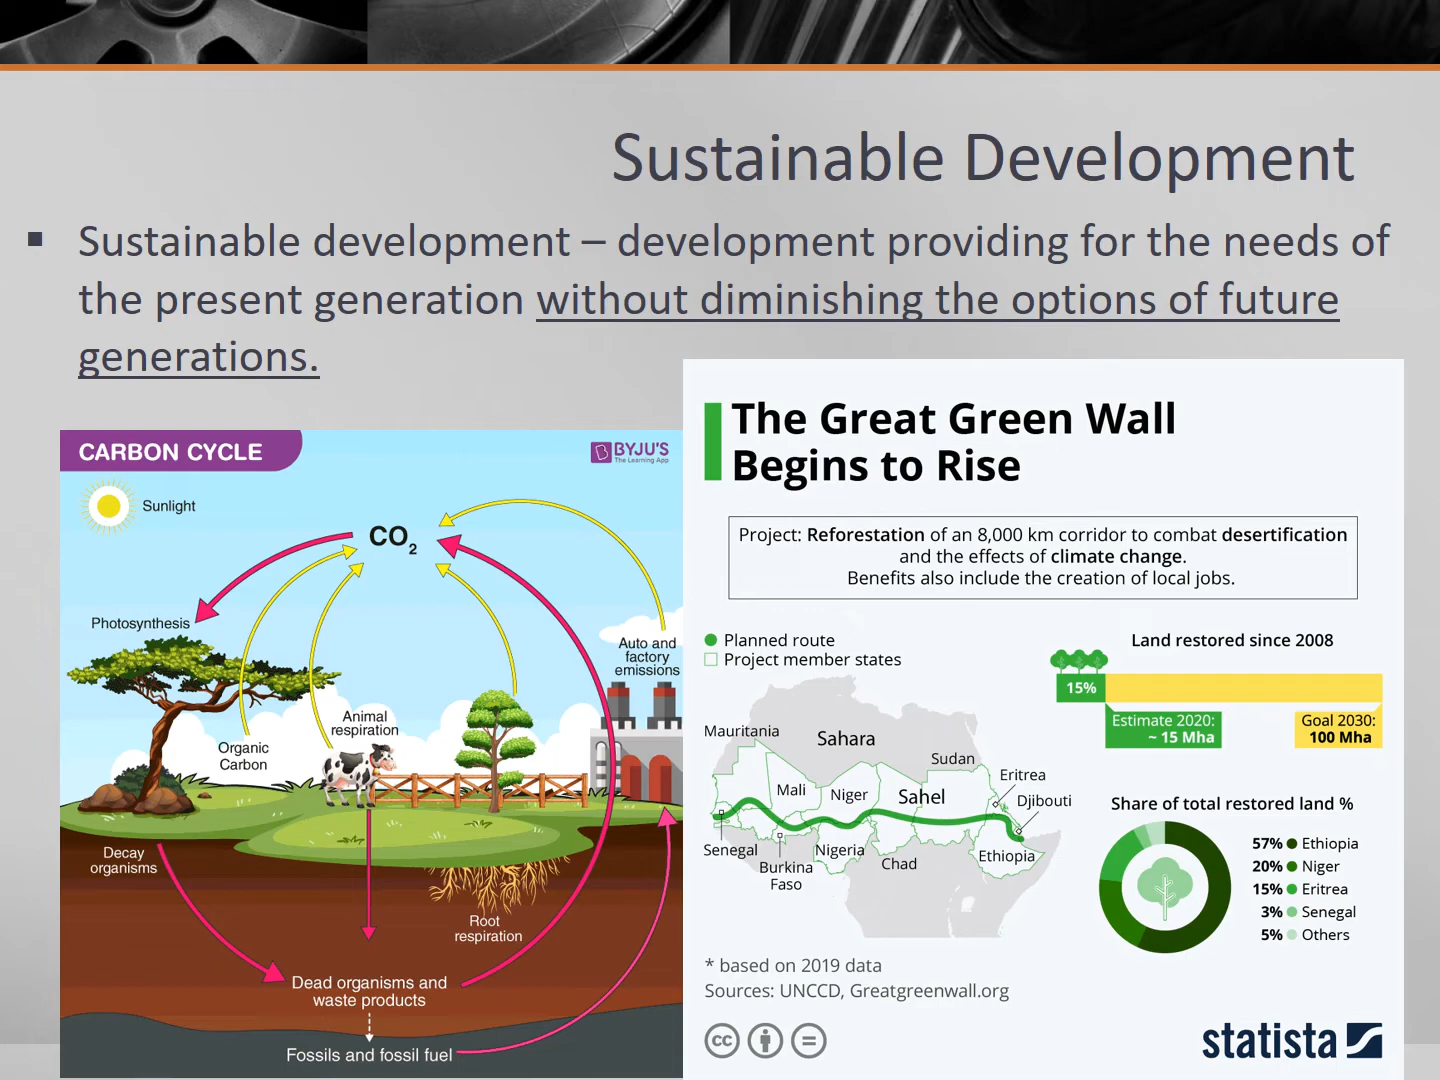 Sustainable Development
▪ Sustainable development – development providing for the needs of
the present generation without diminishing the options of future
generations.
CARBON CYCLE
BYJU'S
The Learning App
Sunlight
CO2
Photosynthesis
Auto and
factory
emissions
Animal
respiration
Organic
Carbon
Decay
organisms
Root
respiration
Dead organisms and
waste products
Fossils and fossil fuel
The Great Green Wall
Begins to Rise
Project: Reforestation of an 8,000 km corridor to combat desertification
and the effects of climate change.
Benefits also include the creation of local jobs.
Planned route
Project member states
Mauritania
Sahara
Sudan
Eritrea
Mali
Niger
Sahel
Djibouti
Senegal
Burkina
Faso
Nigeria
Chad
Ethiopia
Land restored since 2008
15%
Estimate 2020:
~ 15 Mha
Goal 2030:
100 Mha
Share of total restored land %
57% Ethiopia
20% Niger
15% Eritrea
3% Senegal
5% Others
* based on 2019 data
Sources: UNCCD, Greatgreenwall.org
cc
statista